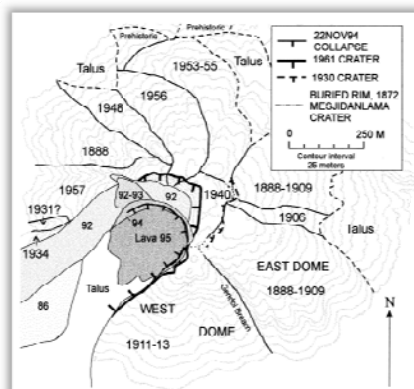 Prehistoric
Prehistoric
Talus
1953-55
Talus
1956
1948
1888
1957
1931?
92
1934
86
92-93
92
94
Lava 95
Talus
1940
1888-1909
1906
Talus
EAST DOME
1888-1909
WEST
DOME
1911-13
22NOV94
COLLAPSE
1961 CRATER
1930 CRATER
BURIED RIM, 1872
MESJIDANLAMA
CRATER
0 250 M
Contour interval
25 meters
N